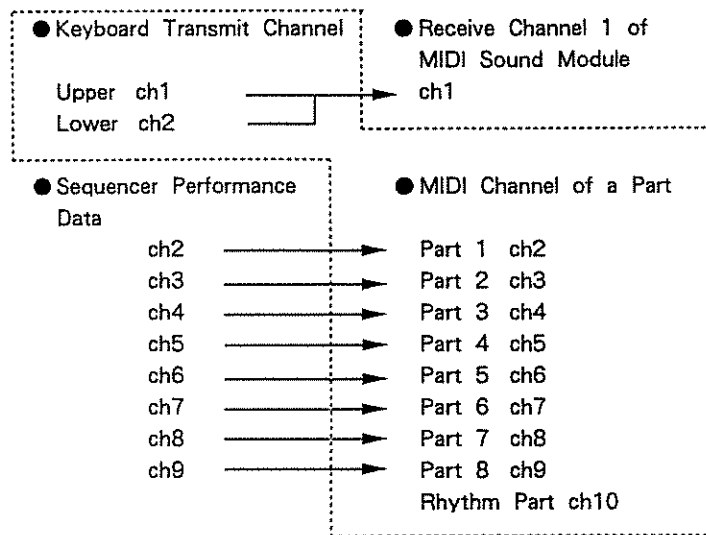 ● Keyboard Transmit Channel
Upper ch1
Lower ch2
● Receive Channel 1 of
MIDI Sound Module
ch1
● Sequencer Performance
Data
ch2
ch3
ch4
ch5
ch6
ch7
ch8
ch9
● MIDI Channel of a Part
Part 1 ch2
Part 2 ch3
Part 3 ch4
Part 4 ch5
Part 5 ch6
Part 6 ch7
Part 7 ch8
Part 8 ch9
Rhythm Part ch10